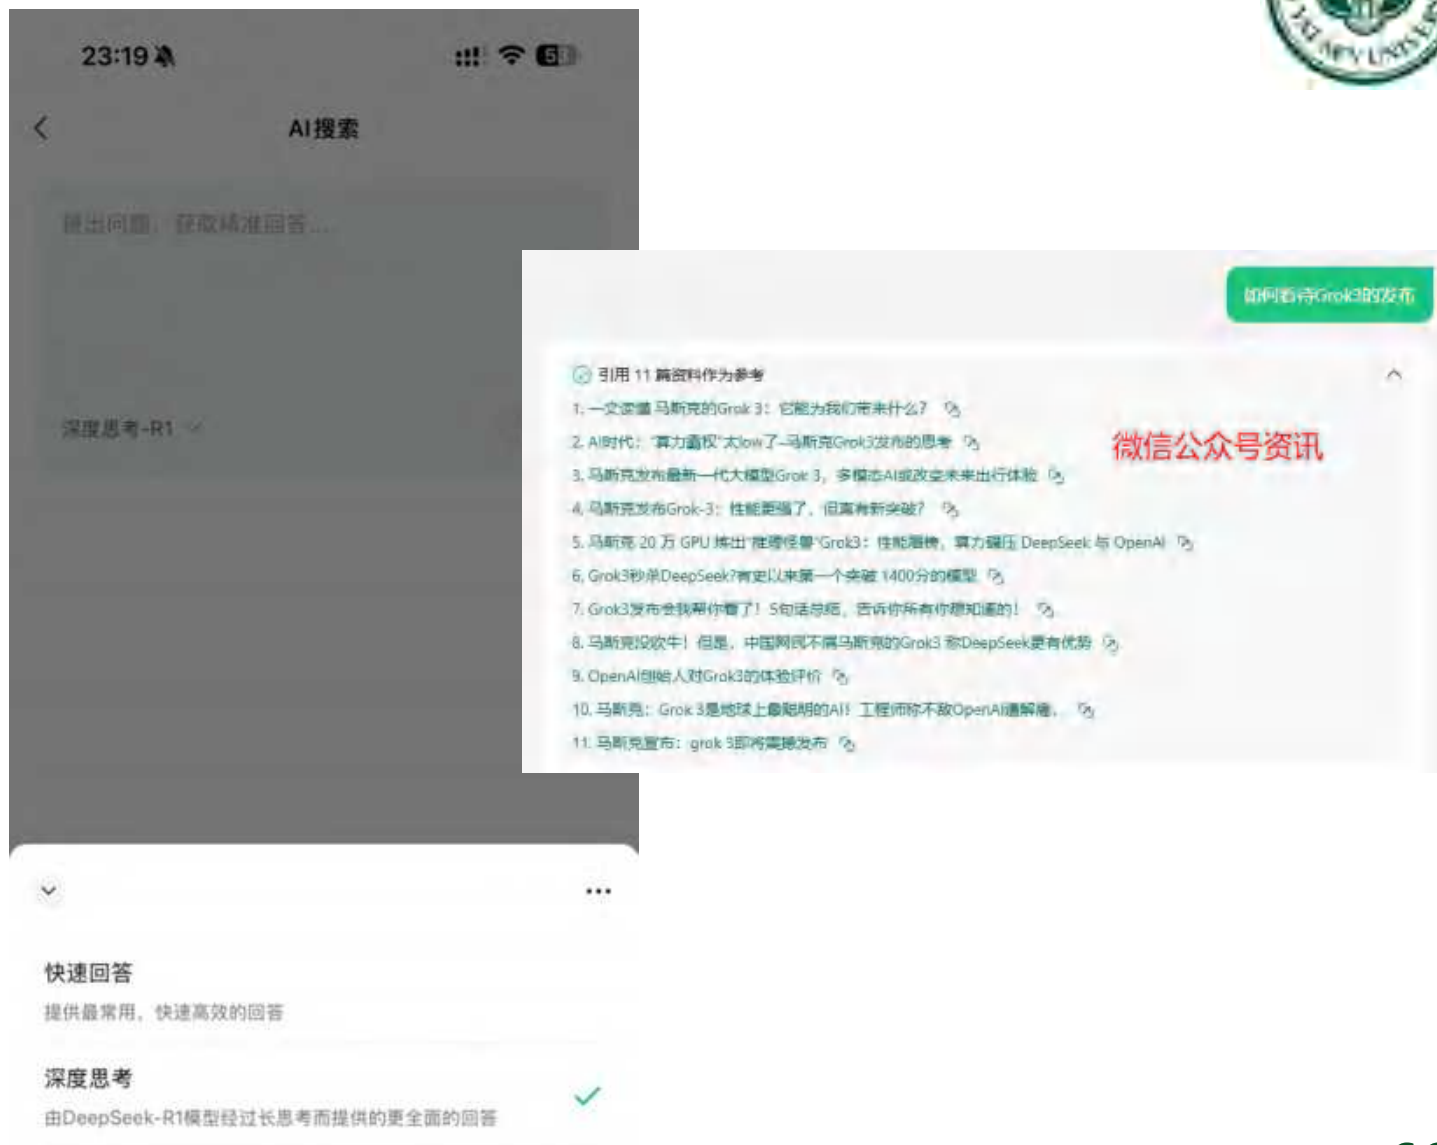 23:19
AI搜索
提出问题，获取精准回答...
深度思考-R1
如何看待Grok3的发布
引用 11 篇资料作为参考
1. 一文读懂 马斯克的Grok 3：它能为我们带来什么？
2. AI时代：“算力霸权”太low了–马斯克Grok3发布的思考
3. 马斯克发布最新一代大模型Grok 3，多模态AI或改变未来出行体验
4. 马斯克发布Grok-3：性能更强了，但真有新突破？
5. 马斯克 20 万 GPU 炼出“推理怪兽”Grok3：性能屠榜，算力碾压 DeepSeek 与 OpenAI
6. Grok3秒杀DeepSeek?有史以来第一个突破 1400分的模型
7. Grok3发布会我帮你看了！5句话总结，告诉你所有你想知道的！
8. 马斯克没吹牛！但是，中国网民不屑马斯克的Grok3 称DeepSeek更有优势
9. OpenAI创始人对Grok3的体验评价
10. 马斯克：Grok 3是地球上最聪明的AI！工程师称不敌OpenAI遭解雇，
11. 马斯克宣布：grok 3即将震撼发布
微信公众号资讯
快速回答
提供最常用，快速高效的回答
深度思考
由DeepSeek-R1模型经过长思考而提供的更全面的回答